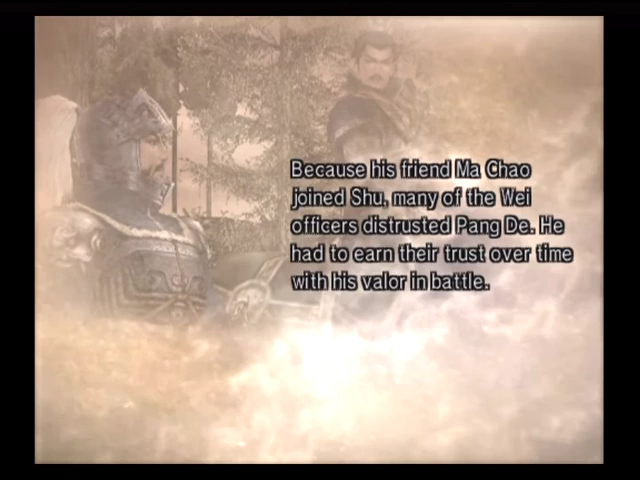 Because his friend Ma Chao
joined Shu, many of the Wei
officers distrusted Pang De. He
had to earn their trust over time
with his valor in battle.